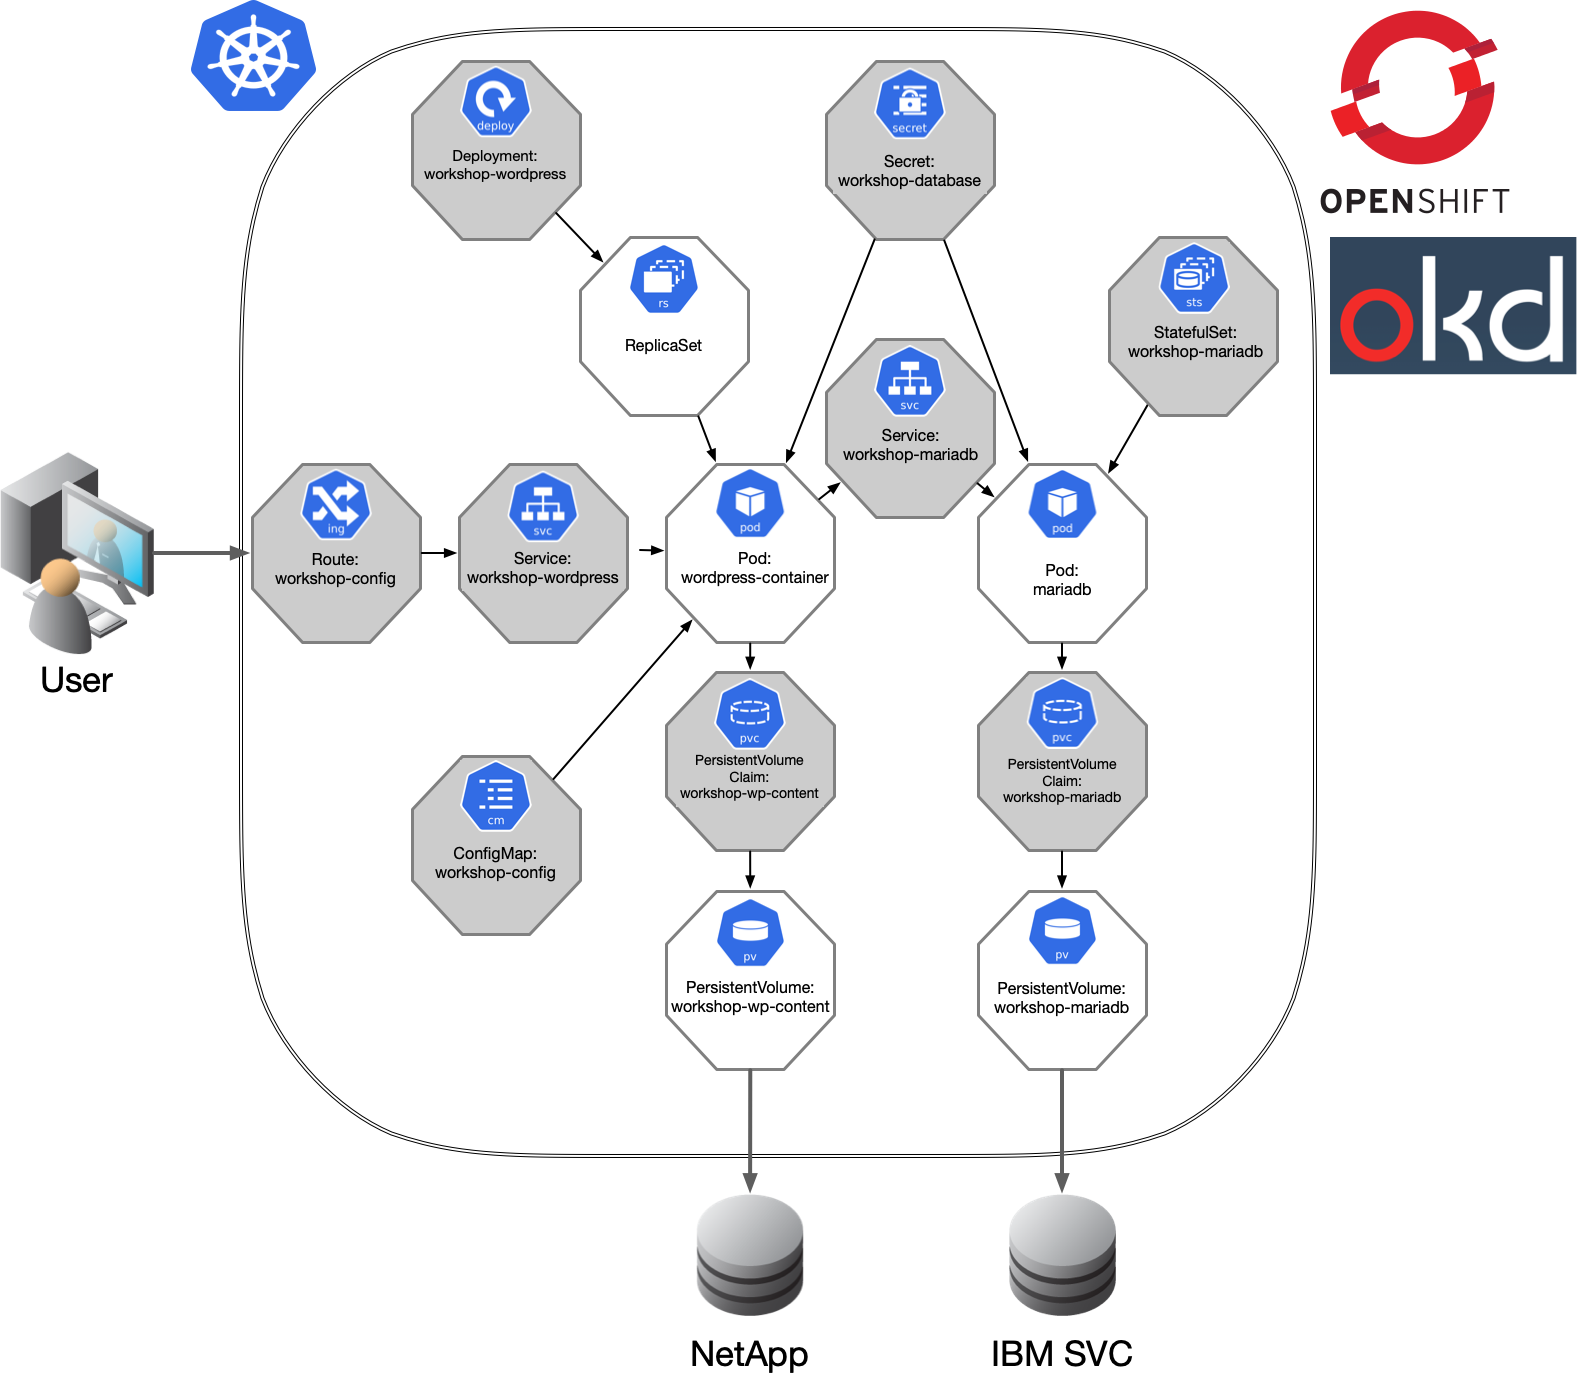 deploy
Deployment:
workshop-wordpress
secret
Secret:
workshop-database
OPENSHIFT
okd
rs
ReplicaSet
sts
StatefulSet:
workshop-mariadb
svc
Service:
workshop-mariadb
ing
Route:
workshop-config
svc
Service:
workshop-wordpress
pod
Pod:
wordpress-container
pod
Pod:
mariadb
User
pvc
PersistentVolume
Claim:
workshop-wp-content
pvc
PersistentVolume
Claim:
workshop-mariadb
cm
ConfigMap:
workshop-config
pv
PersistentVolume:
workshop-wp-content
pv
PersistentVolume:
workshop-mariadb
NetApp
IBM SVC